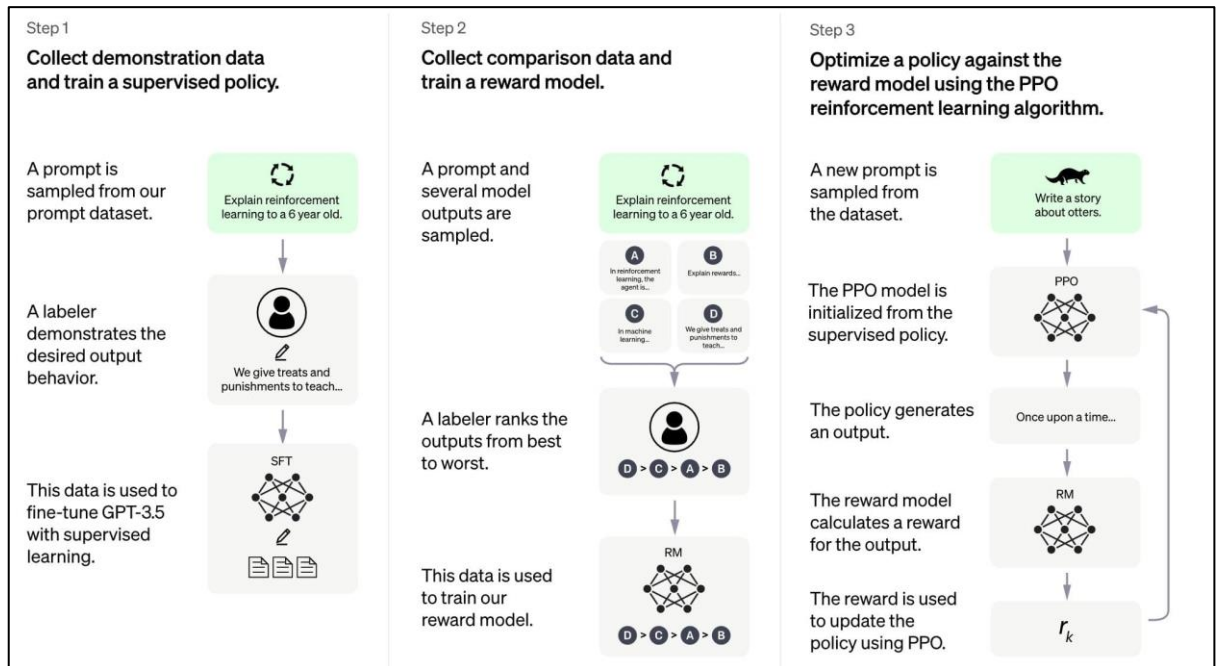 Step 1
Collect demonstration data
and train a supervised policy.
A prompt is
sampled from our
prompt dataset.
Explain reinforcement
learning to a 6 year old.
A labeler
demonstrates the
desired output
behavior.
We give treats and
punishments to teach...
SFT
This data is used to
fine-tune GPT-3.5
with supervised
learning.
Step 2
Collect comparison data and
train a reward model.
A prompt and
several model
outputs are
sampled.
Explain reinforcement
learning to a 6 year old.
A
In reinforcement
learning, the
agent is...
B
Explain rewards...
C
In machine
learning...
D
We give treats and
punishments to
teach...
A labeler ranks the
outputs from best
to worst.
D > C > A > B
RM
This data is used
to train our
reward model.
D > C > A > B
Step 3
Optimize a policy against the
reward model using the PPO
reinforcement learning algorithm.
A new prompt is
sampled from
the dataset.
Write a story
about otters.
PPO
The PPO model is
initialized from the
supervised policy.
The policy generates
an output.
Once upon a time...
RM
The reward model
calculates a reward
for the output.
The reward is used
to update the
policy using PPO.
rₖ